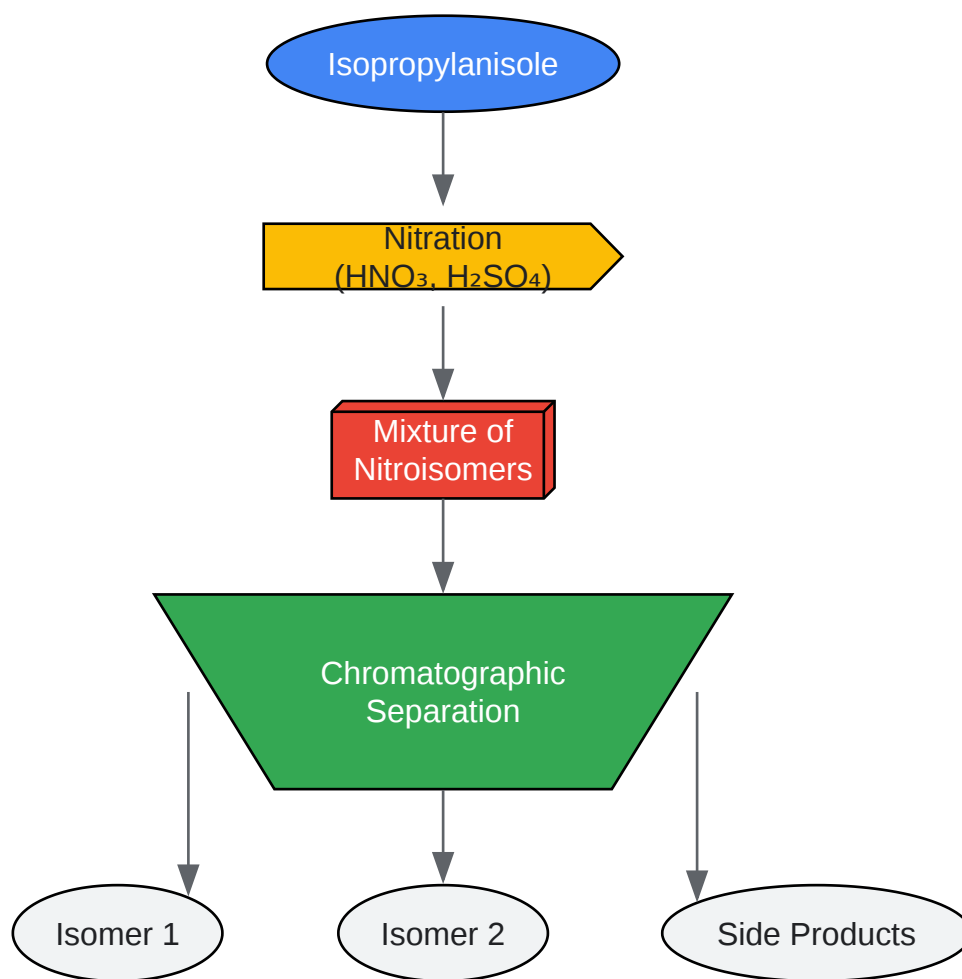 Isopropylanisole
Nitration
(HNO₃, H₂SO₄)
Mixture of
Nitroisomers
Chromatographic
Separation
Isomer 1
Isomer 2
Side Products